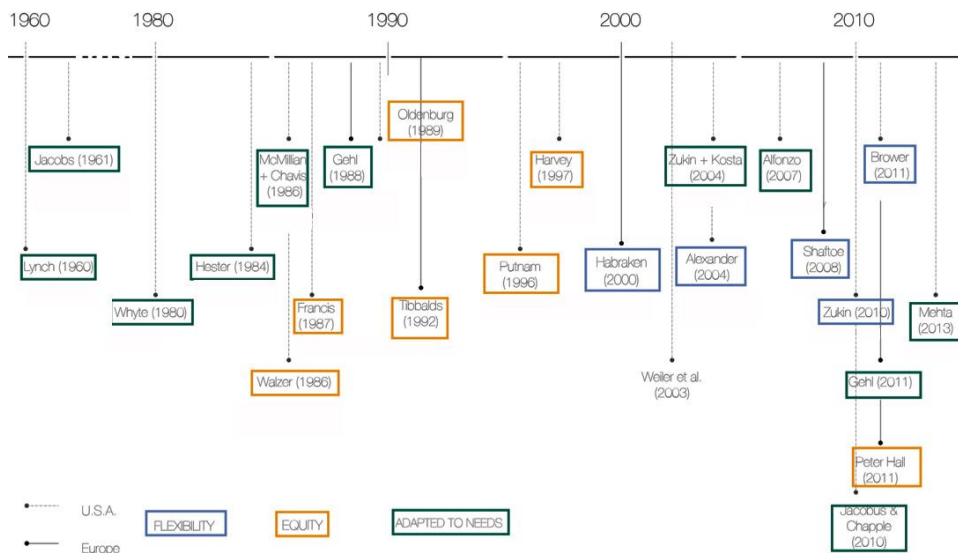 1960
1980
1990
2000
2010
Oldenburg
(1989)
Jacobs (1961)
McMillan
+ Chavis
(1986)
Gehl
(1988)
Harvey
(1997)
Zukin + Kosta
(2004)
Alfonzo
(2007)
Brower
(2011)
Lynch (1960)
Hester (1984)
Putnam
(1996)
Habraken
(2000)
Alexander
(2004)
Shaftoe
(2008)
Whyte (1980)
Francis
(1987)
Tibbalds
(1992)
Zukin (2010)
Mehta
(2013)
Walzer (1986)
Weiler et al.
(2003)
Gehl (2011)
Peter Hall
(2011)
Jacobus &
Chapple
(2010)
U.S.A.
Europe
FLEXIBILITY
EQUITY
ADAPTED TO NEEDS